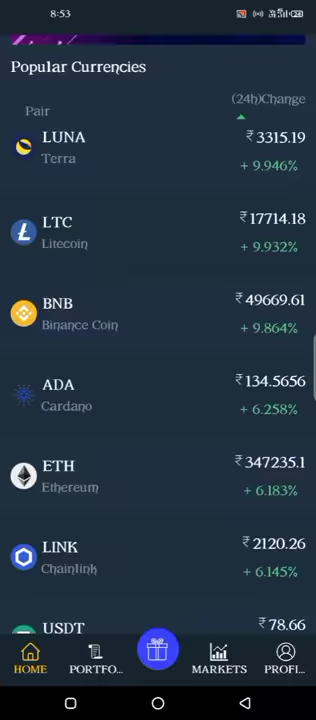 8:53
Popular Currencies
(24h)Change
Pair
LUNA ₹3315.19
Terra + 9.946%
LTC ₹17714.18
Litecoin + 9.932%
BNB ₹49669.61
Binance Coin + 9.864%
ADA ₹134.5656
Cardano + 6.258%
ETH ₹347235.1
Ethereum + 6.183%
LINK ₹2120.26
Chainlink + 6.145%
USDT ₹78.66
HOME PORTFO... MARKETS PROFI...